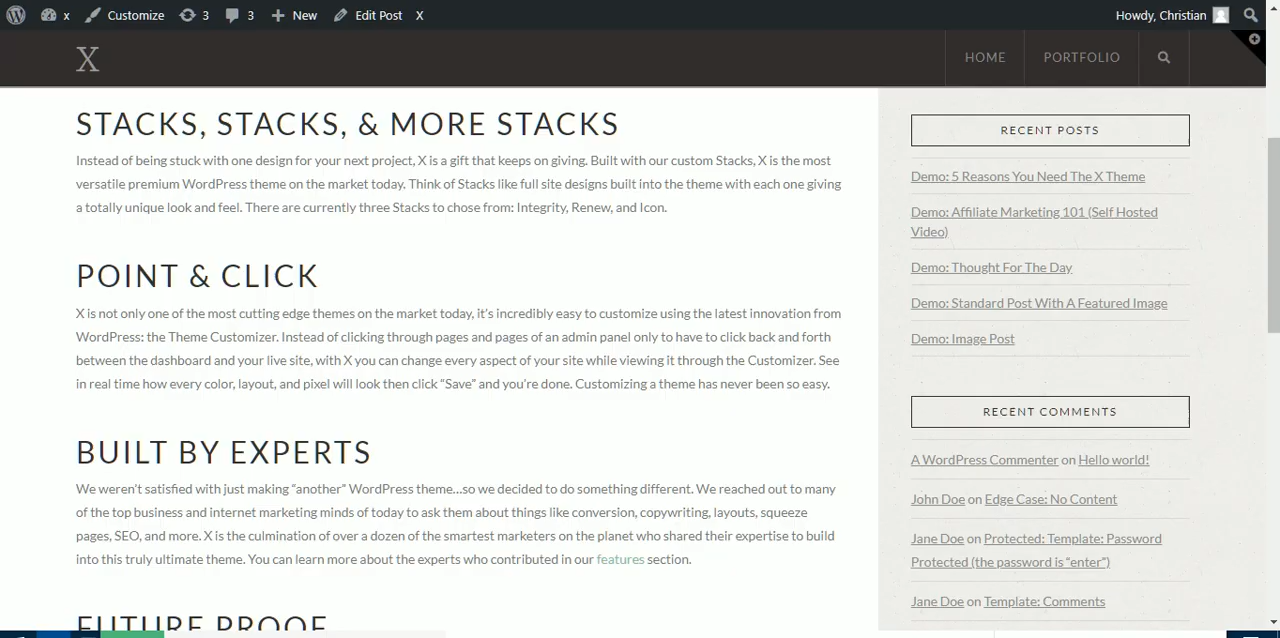 x Customize 3 3 New Edit Post X Howdy, Christian
X HOME PORTFOLIO
STACKS, STACKS, & MORE STACKS
Instead of being stuck with one design for your next project, X is a gift that keeps on giving. Built with our custom Stacks, X is the most
versatile premium WordPress theme on the market today. Think of Stacks like full site designs built into the theme with each one giving
a totally unique look and feel. There are currently three Stacks to chose from: Integrity, Renew, and Icon.
POINT & CLICK
X is not only one of the most cutting edge themes on the market today, it’s incredibly easy to customize using the latest innovation from
WordPress: the Theme Customizer. Instead of clicking through pages and pages of an admin panel only to have to click back and forth
between the dashboard and your live site, with X you can change every aspect of your site while viewing it through the Customizer. See
in real time how every color, layout, and pixel will look then click “Save” and you’re done. Customizing a theme has never been so easy.
BUILT BY EXPERTS
We weren’t satisfied with just making “another” WordPress theme…so we decided to do something different. We reached out to many
of the top business and internet marketing minds of today to ask them about things like conversion, copywriting, layouts, squeeze
pages, SEO, and more. X is the culmination of over a dozen of the smartest marketers on the planet who shared their expertise to build
into this truly ultimate theme. You can learn more about the experts who contributed in our features section.
FUTURE PROOF
RECENT POSTS
Demo: 5 Reasons You Need The X Theme
Demo: Affiliate Marketing 101 (Self Hosted
Video)
Demo: Thought For The Day
Demo: Standard Post With A Featured Image
Demo: Image Post
RECENT COMMENTS
A WordPress Commenter on Hello world!
John Doe on Edge Case: No Content
Jane Doe on Protected: Template: Password
Protected (the password is “enter”)
Jane Doe on Template: Comments